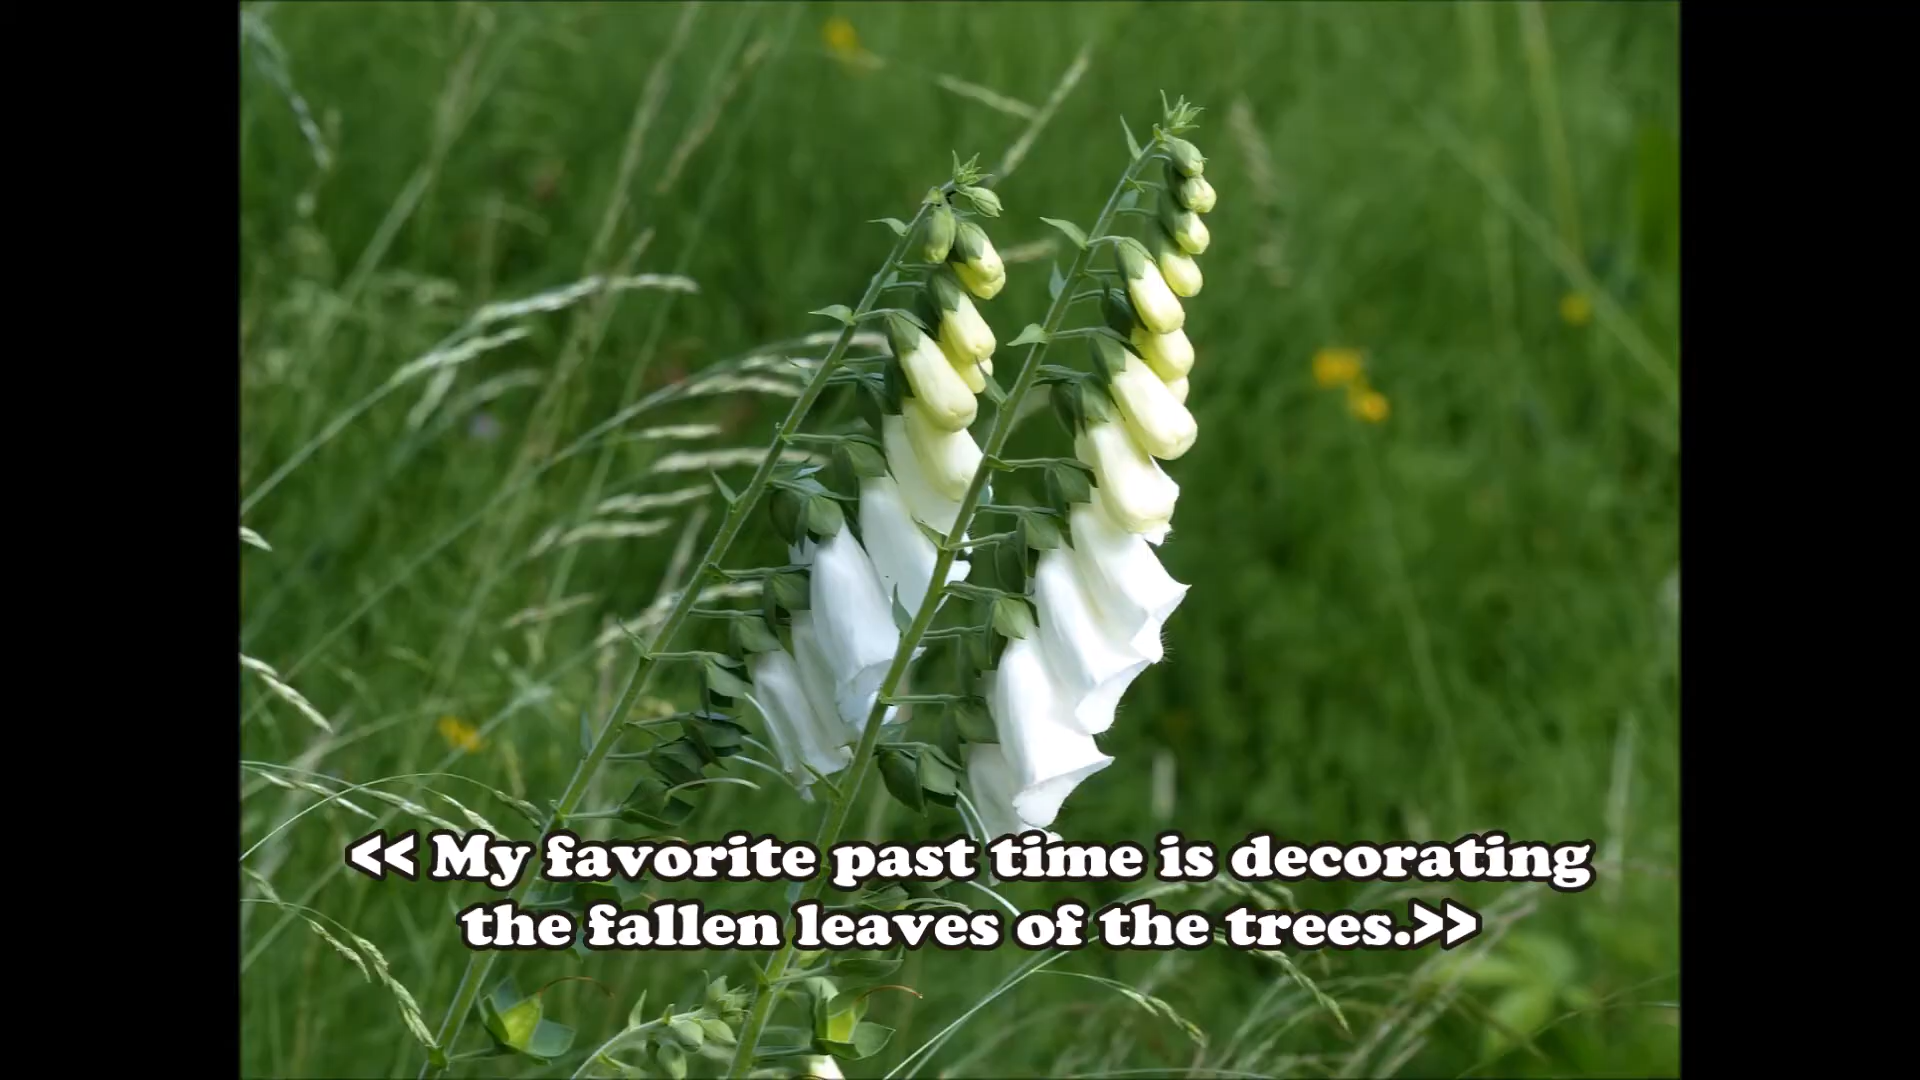 << My favorite past time is decorating
the fallen leaves of the trees.>>